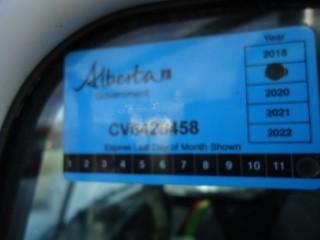 Year
2018
Alberta
Government
2020
2021
CV6426458
2022
Expires Last Day of Month Shown
1 2 3 4 5 6 7 8 9 10 11